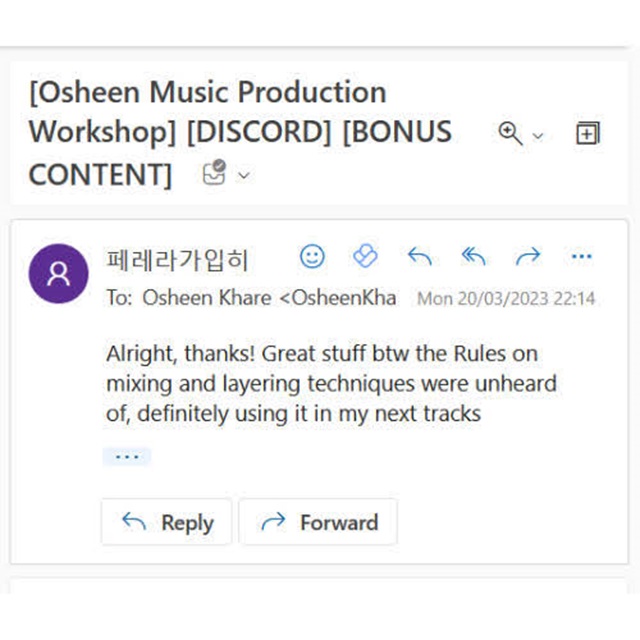 [Osheen Music Production
Workshop] [DISCORD] [BONUS
CONTENT]
페레라가입히
To: Osheen Khare <OsheenKha Mon 20/03/2023 22:14
Alright, thanks! Great stuff btw the Rules on
mixing and layering techniques were unheard
of, definitely using it in my next tracks
...
Reply Forward